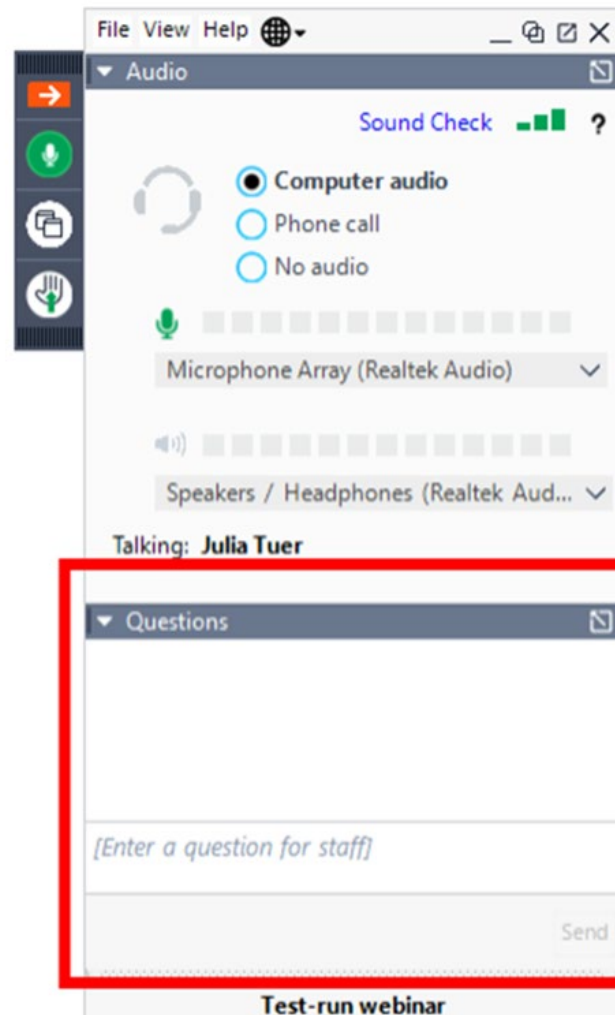 File View Help
Audio
Sound Check ?
Computer audio
Phone call
No audio
Microphone Array (Realtek Audio)
Speakers / Headphones (Realtek Aud...
Talking: Julia Tuer
Questions
[Enter a question for staff]
Send
Test-run webinar